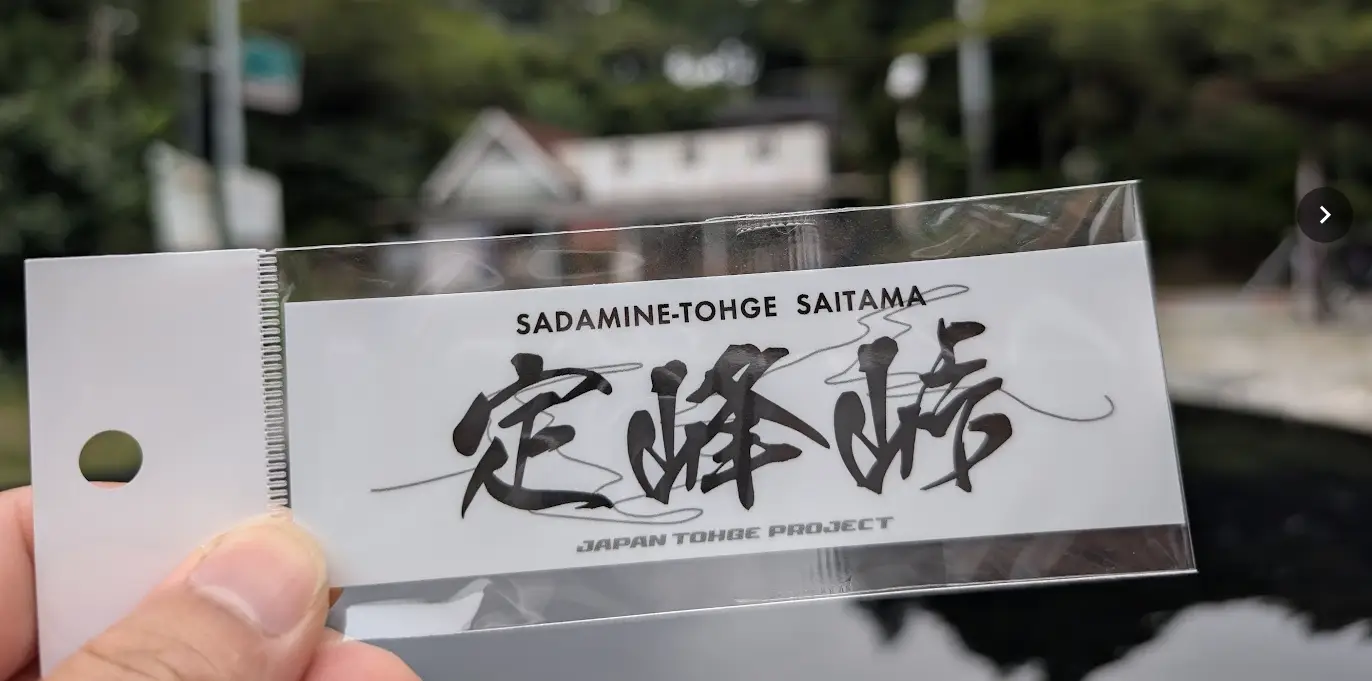 SADAMINE-TOHGE SAITAMA
定峰峠
JAPAN TOHGE PROJECT